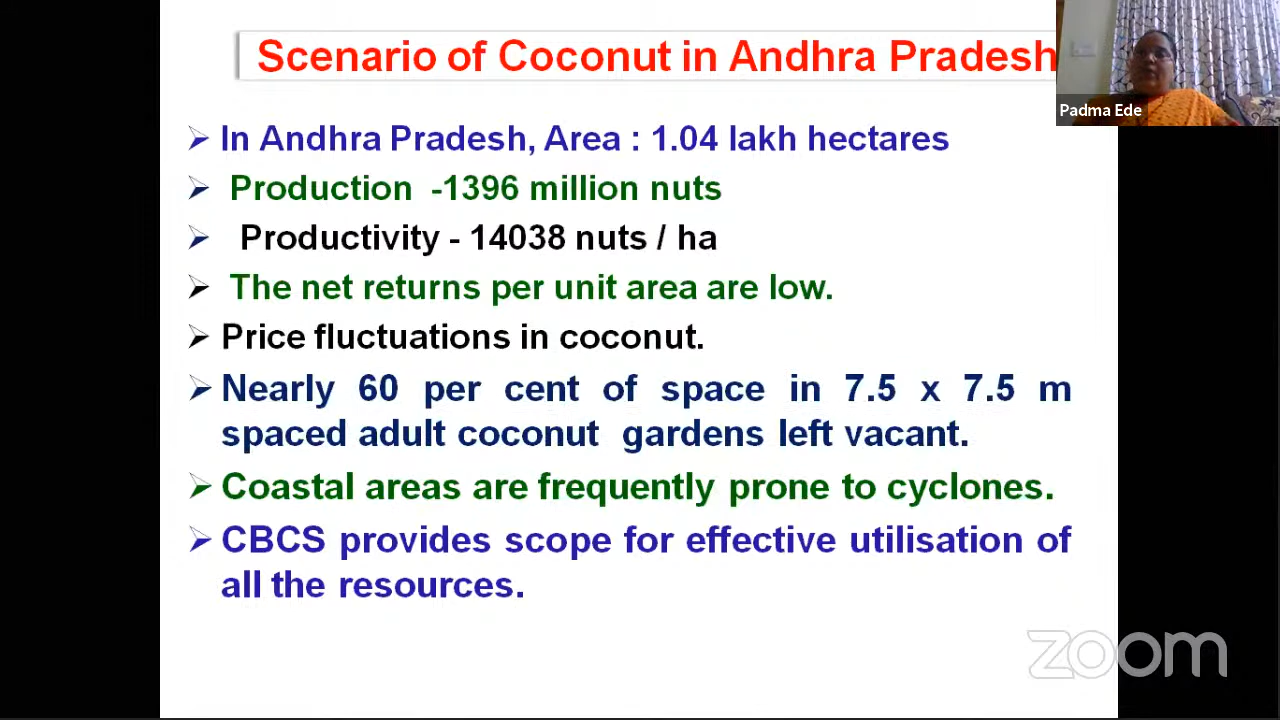 Scenario of Coconut in Andhra Pradesh
Padma Ede
➢ In Andhra Pradesh, Area : 1.04 lakh hectares
➢ Production -1396 million nuts
➢ Productivity - 14038 nuts / ha
➢ The net returns per unit area are low.
➢ Price fluctuations in coconut.
➢ Nearly 60 per cent of space in 7.5 x 7.5 m
spaced adult coconut gardens left vacant.
➢ Coastal areas are frequently prone to cyclones.
➢ CBCS provides scope for effective utilisation of
all the resources.
zoom